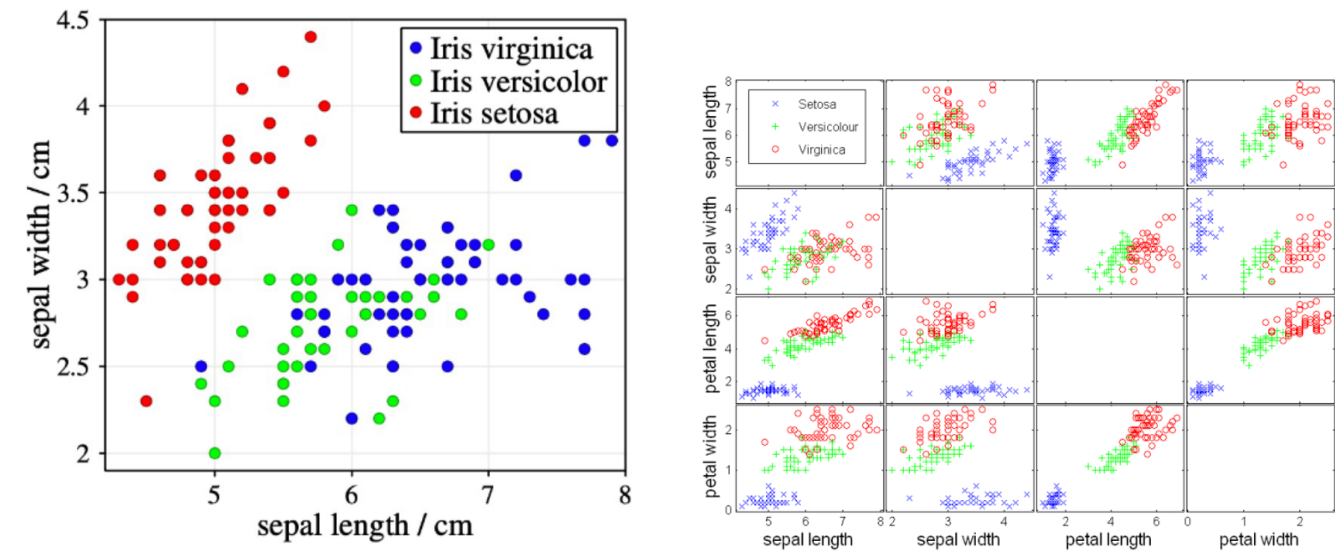 4.5
4
3.5
3
2.5
2
sepal width / cm
Iris virginica
Iris versicolor
Iris setosa
5 6 7 8
sepal length / cm
sepal length
8
7
6
5
Setosa
Versicolour
Virginica
sepal width
4
3
2
petal length
6
4
2
petal width
2
1
0
5 6 7 8 2 3 4 2 4 6 0 1 2
sepal length sepal width petal length petal width